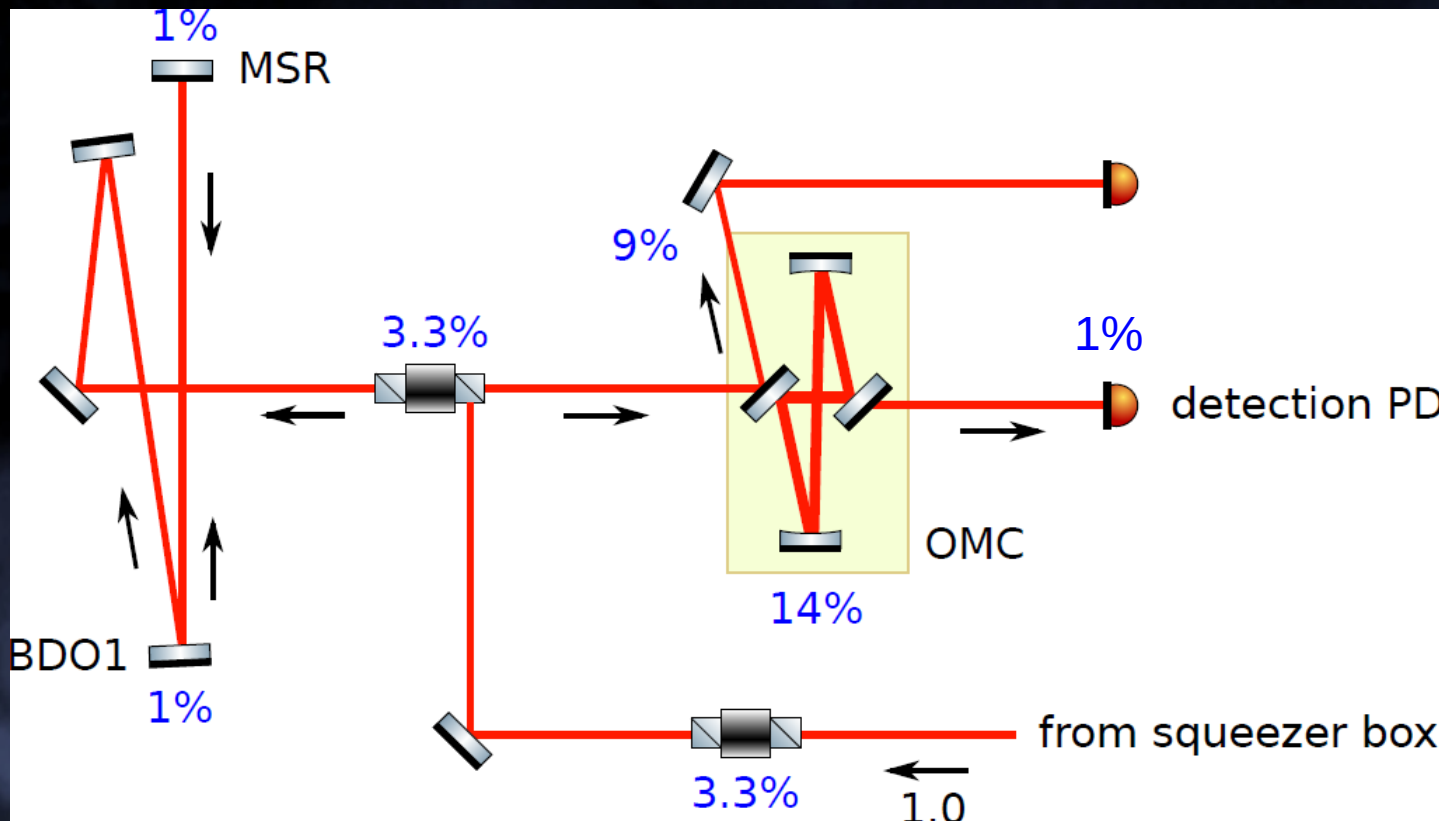 1%
MSR
9%
3.3%
1%
detection PD
OMC
14%
BDO1
1%
from squeezer box
3.3%
1.0